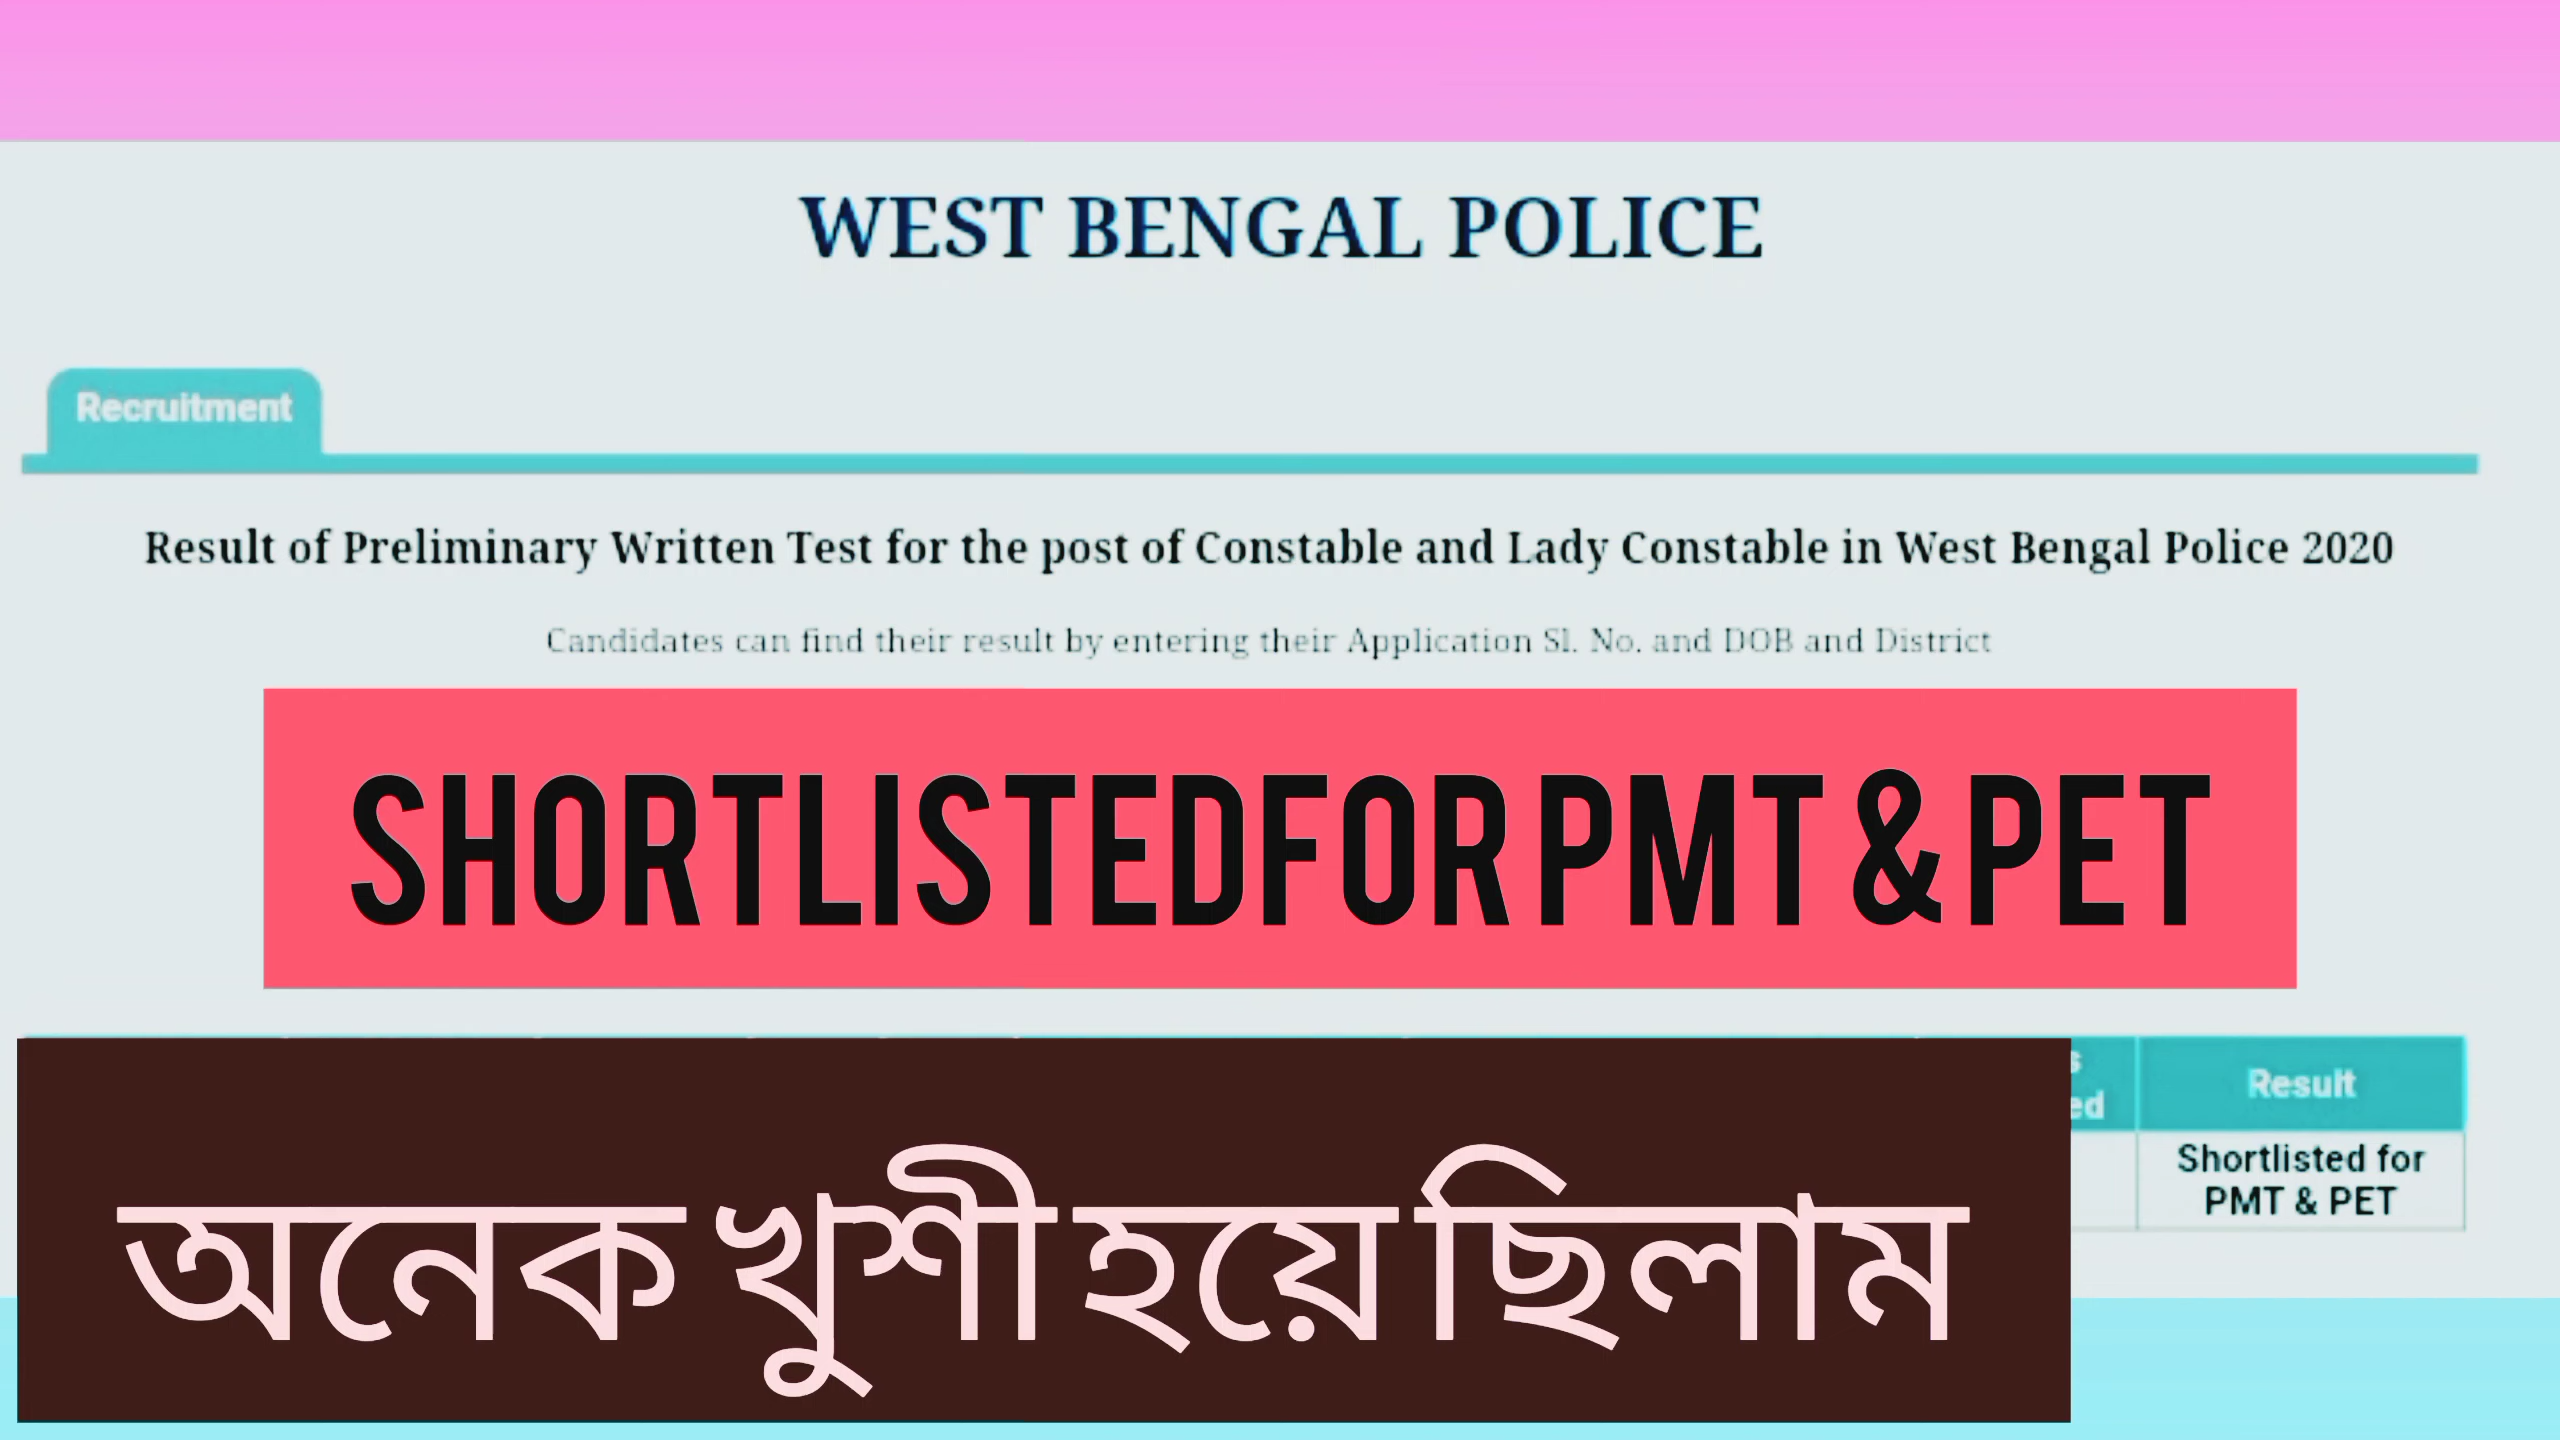 WEST BENGAL POLICE
Recruitment
Result of Preliminary Written Test for the post of Constable and Lady Constable in West Bengal Police 2020
Candidates can find their result by entering their Application Sl. No. and DOB and District
SHORTLISTEDFOR PMT & PET
Result
Shortlisted for
PMT & PET
অনেক খুশী হয়ে ছিলাম